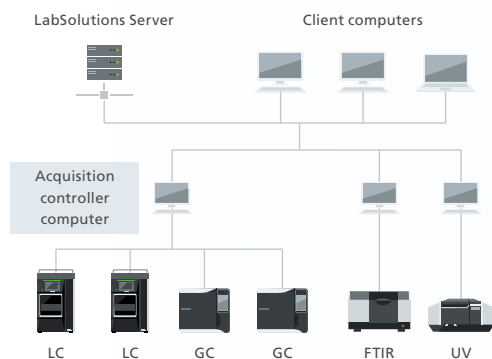 LabSolutions Server
Client computers
Acquisition
controller
computer
LC
LC
GC
GC
FTIR
UV